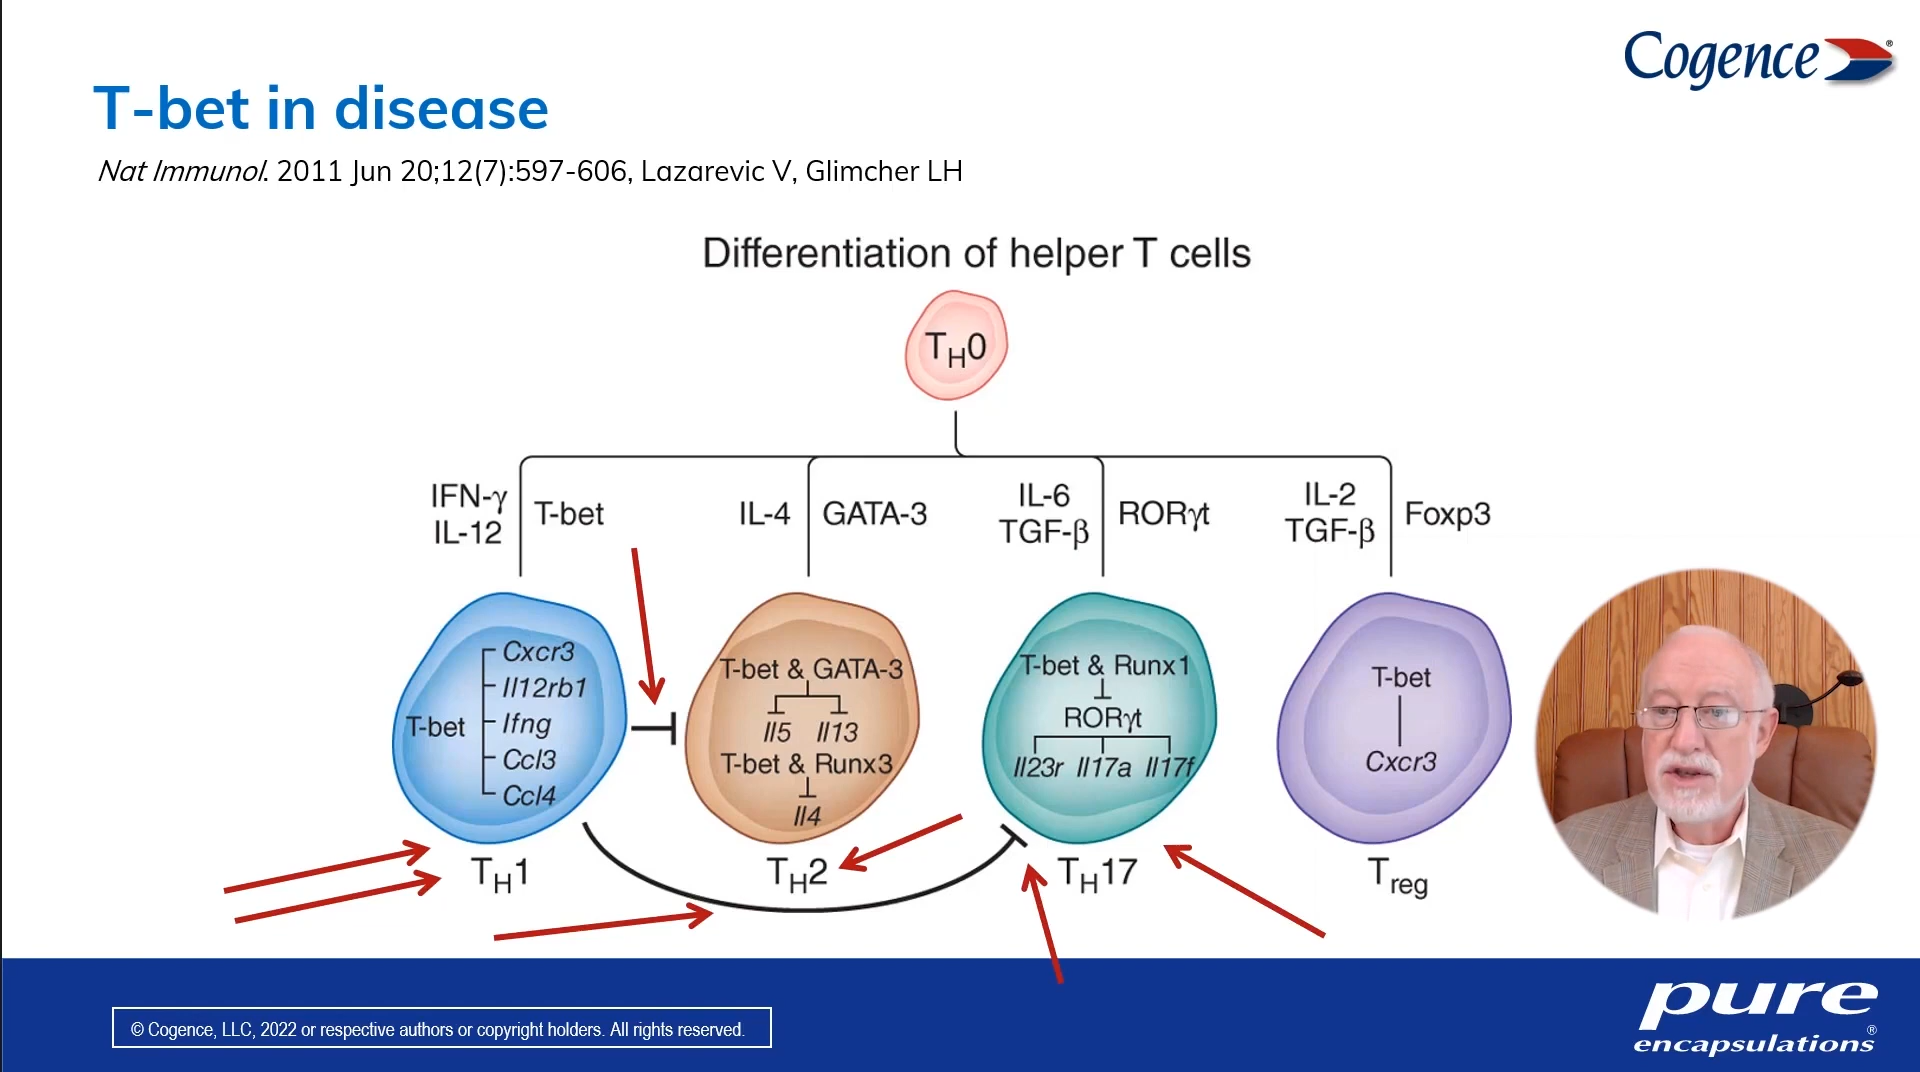 Cogence®
T-bet in disease
Nat Immunol. 2011 Jun 20;12(7):597-606, Lazarevic V, Glimcher LH
Differentiation of helper T cells
TH0
IFN-γ
IL-12
T-bet
IL-4
GATA-3
IL-6
TGF-β
RORγt
IL-2
TGF-β
Foxp3
T-bet
Cxcr3
Il12rb1
Ifng
Ccl3
Ccl4
TH1
T-bet & GATA-3
Il5 Il13
T-bet & Runx3
Il4
TH2
T-bet & Runx1
RORγt
Il23r Il17a Il17f
TH17
T-bet
Cxcr3
Treg
© Cogence, LLC, 2022 or respective authors or copyright holders. All rights reserved.
pure
encapsulations®